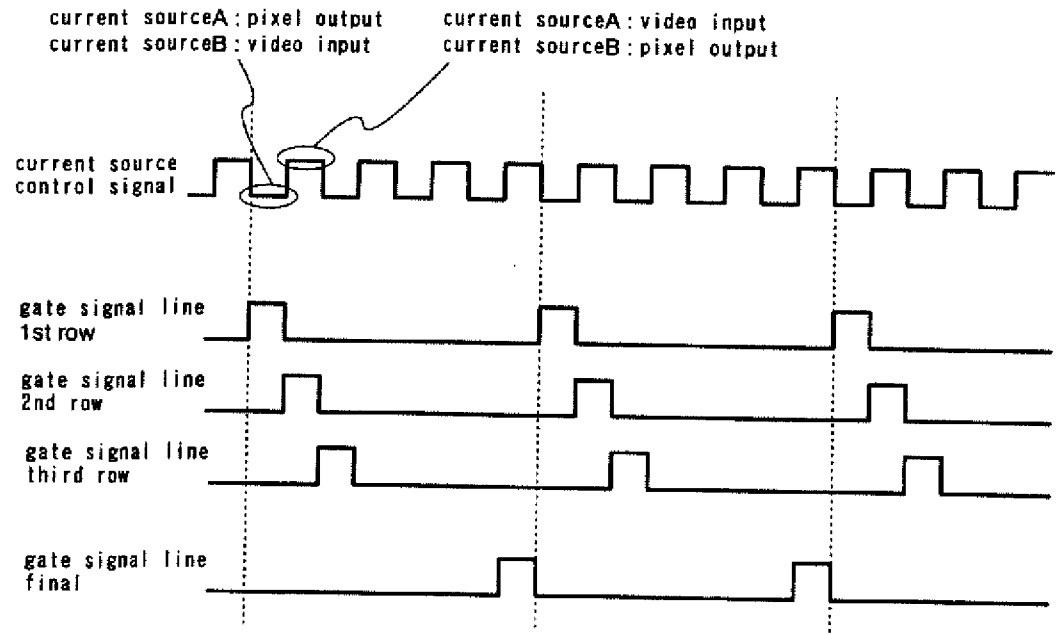 current sourceA:pixel output
current sourceB:video input
current sourceA:video input
current sourceB:pixel output
current source
control signal
gate signal line
1st row
gate signal line
2nd row
gate signal line
third row
gate signal line
final